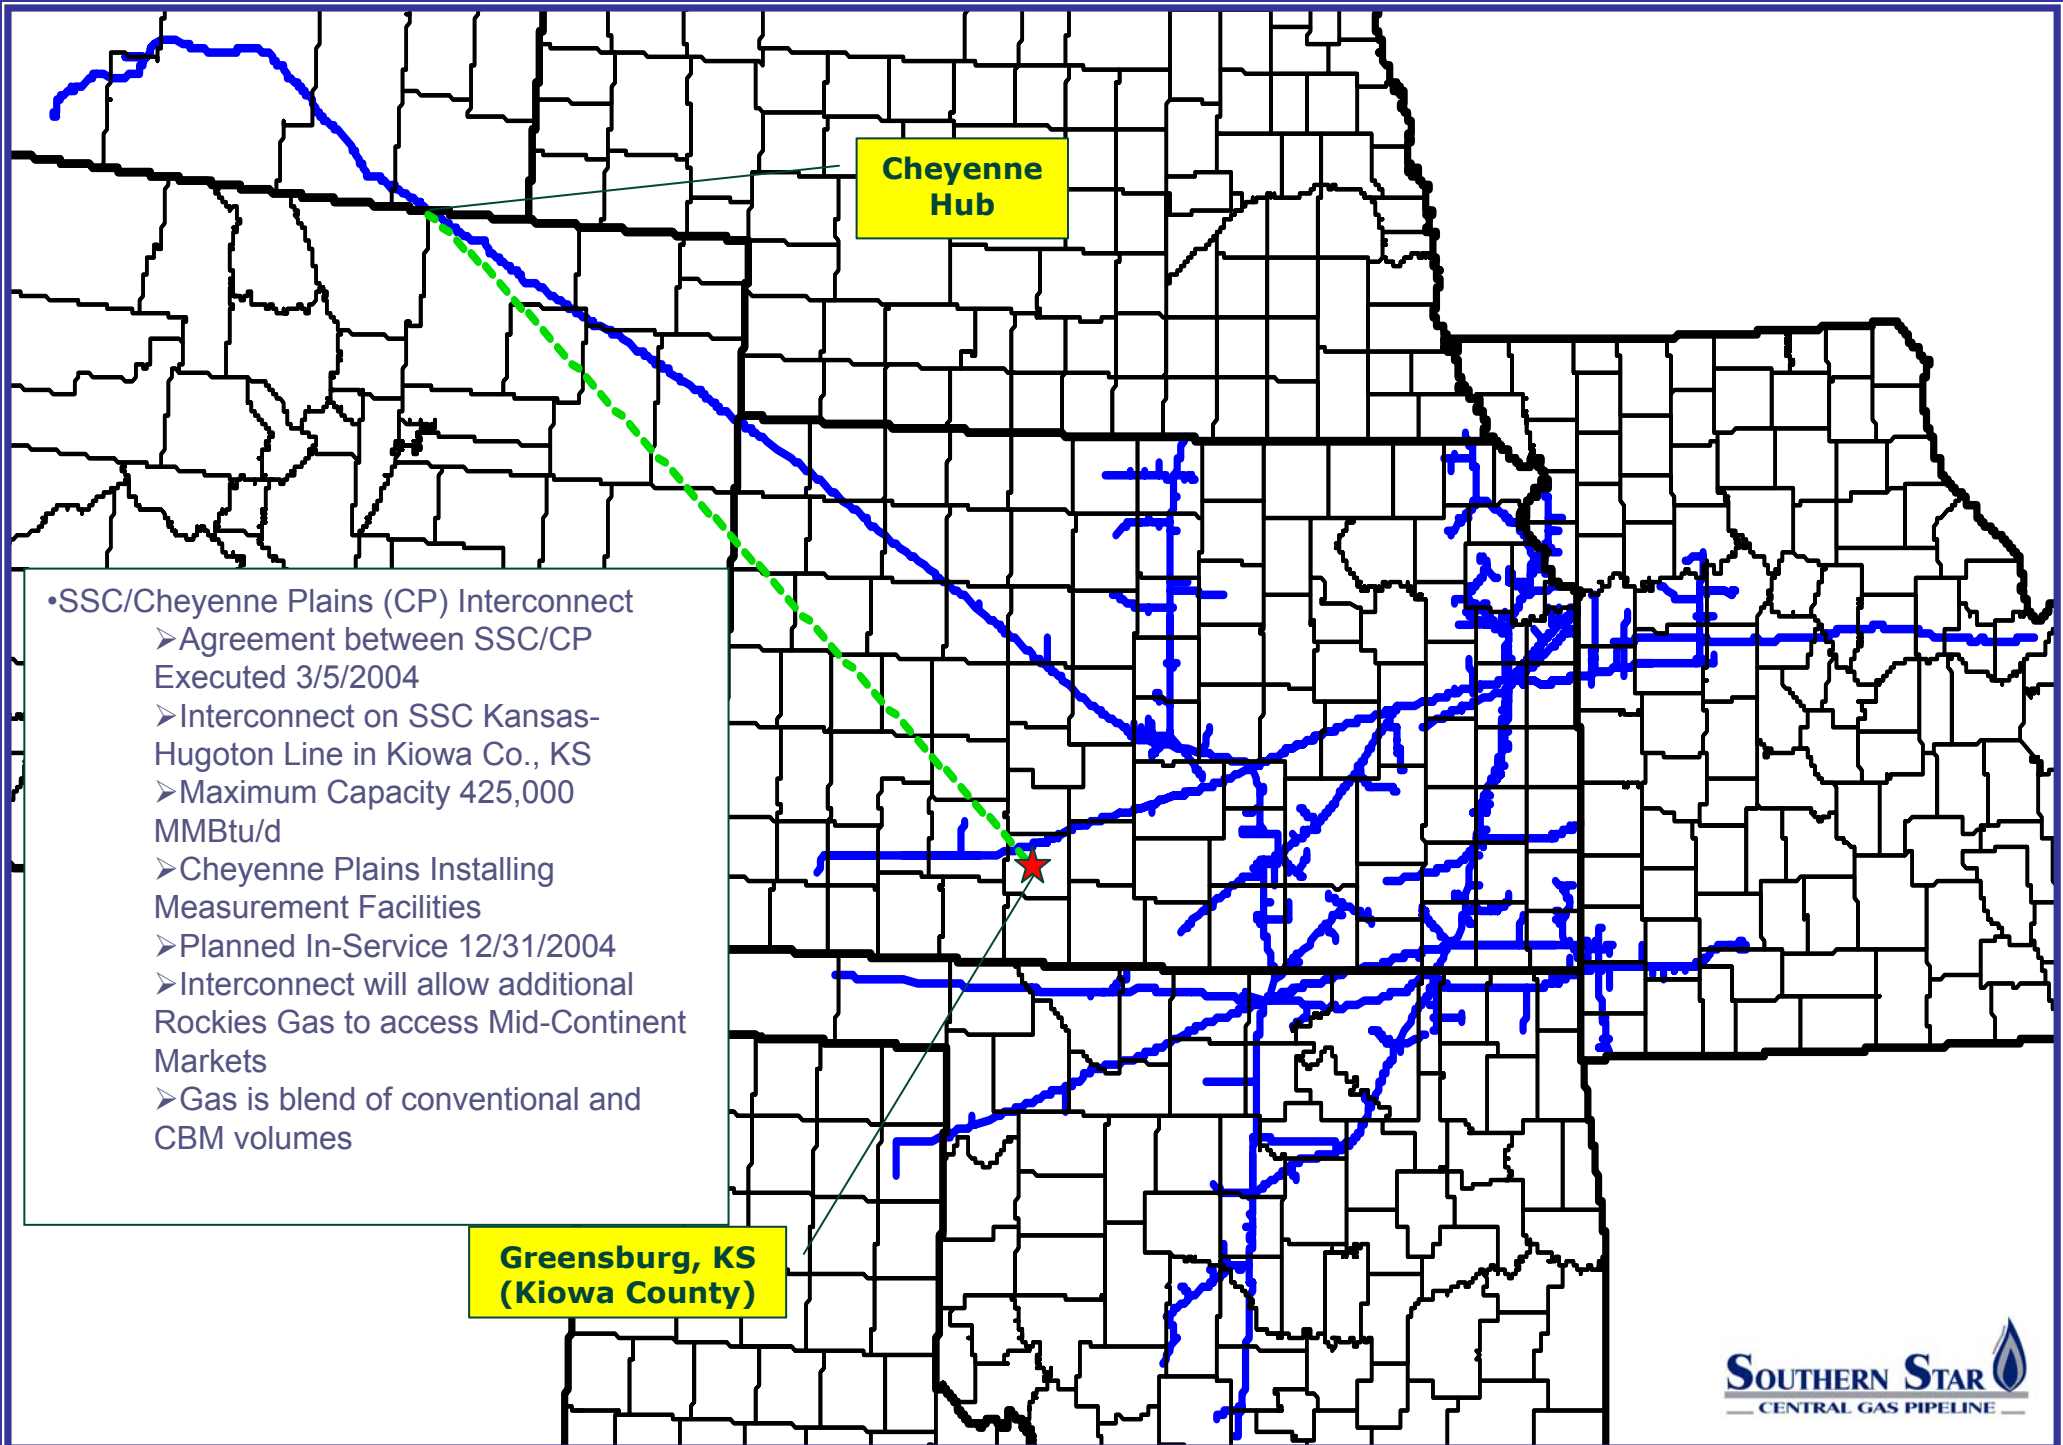 Cheyenne
Hub
•SSC/Cheyenne Plains (CP) Interconnect
➢Agreement between SSC/CP
Executed 3/5/2004
➢Interconnect on SSC Kansas-
Hugoton Line in Kiowa Co., KS
➢Maximum Capacity 425,000
MMBtu/d
➢Cheyenne Plains Installing
Measurement Facilities
➢Planned In-Service 12/31/2004
➢Interconnect will allow additional
Rockies Gas to access Mid-Continent
Markets
➢Gas is blend of conventional and
CBM volumes
Greensburg, KS
(Kiowa County)
SOUTHERN STAR
CENTRAL GAS PIPELINE